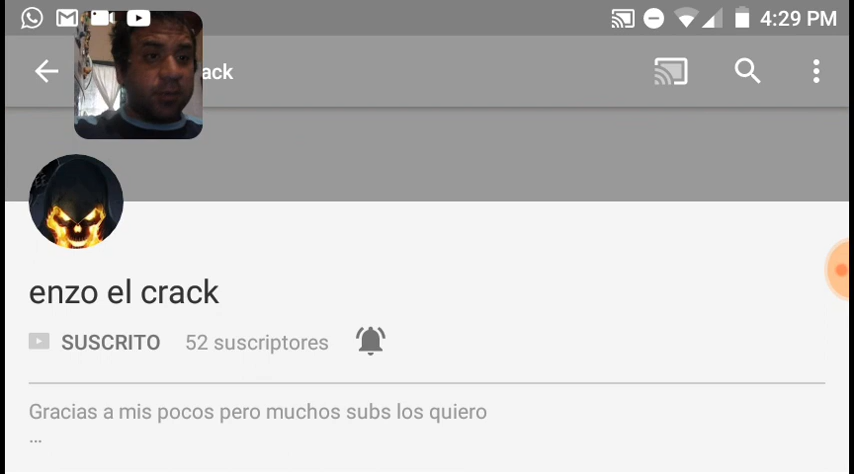 4:29 PM
ack
enzo el crack
SUSCRITO 52 suscriptores
Gracias a mis pocos pero muchos subs los quiero
...